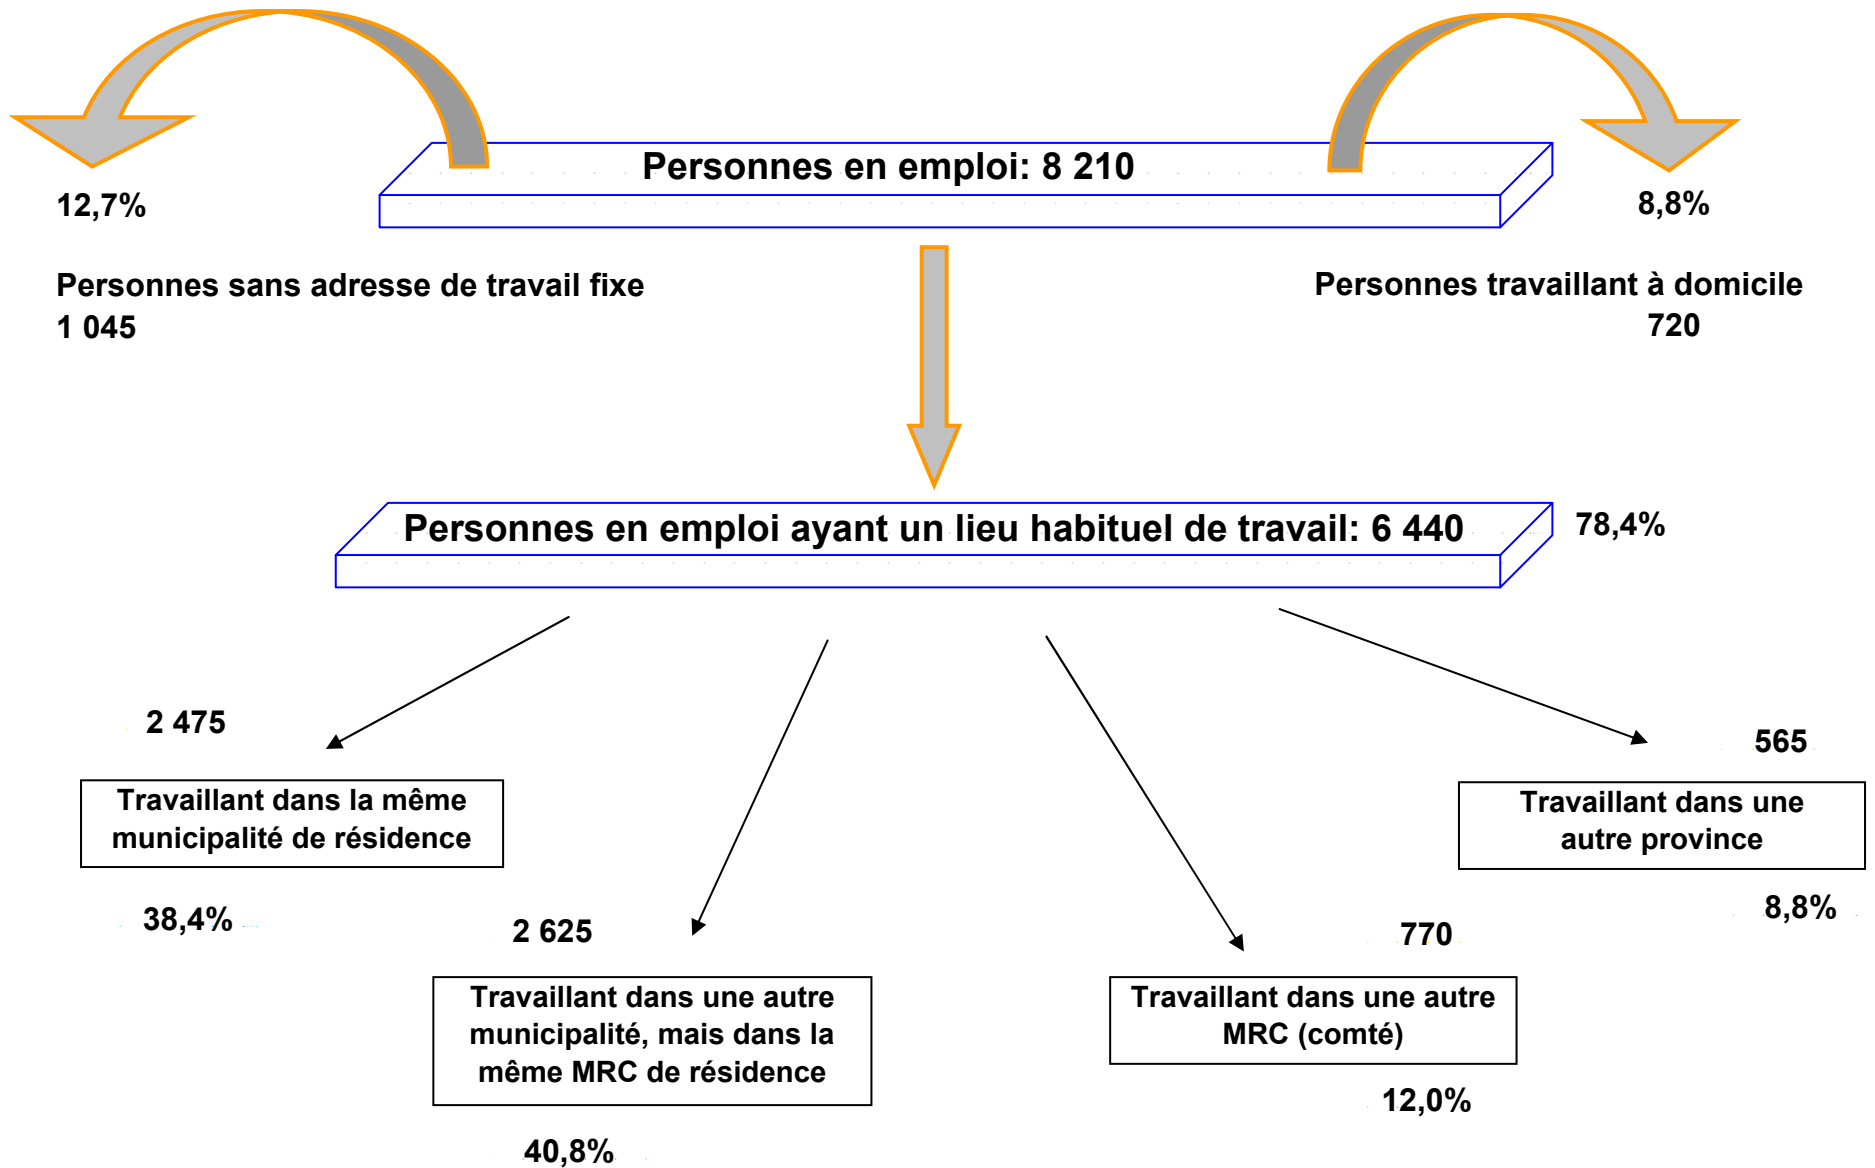 Personnes en emploi: 8 210
12,7%
8,8%
Personnes sans adresse de travail fixe
1 045
Personnes travaillant à domicile
720
Personnes en emploi ayant un lieu habituel de travail: 6 440
78,4%
2 475
Travaillant dans la même
municipalité de résidence
38,4%
2 625
Travaillant dans une autre
municipalité, mais dans la
même MRC de résidence
40,8%
770
Travaillant dans une autre
MRC (comté)
12,0%
565
Travaillant dans une
autre province
8,8%